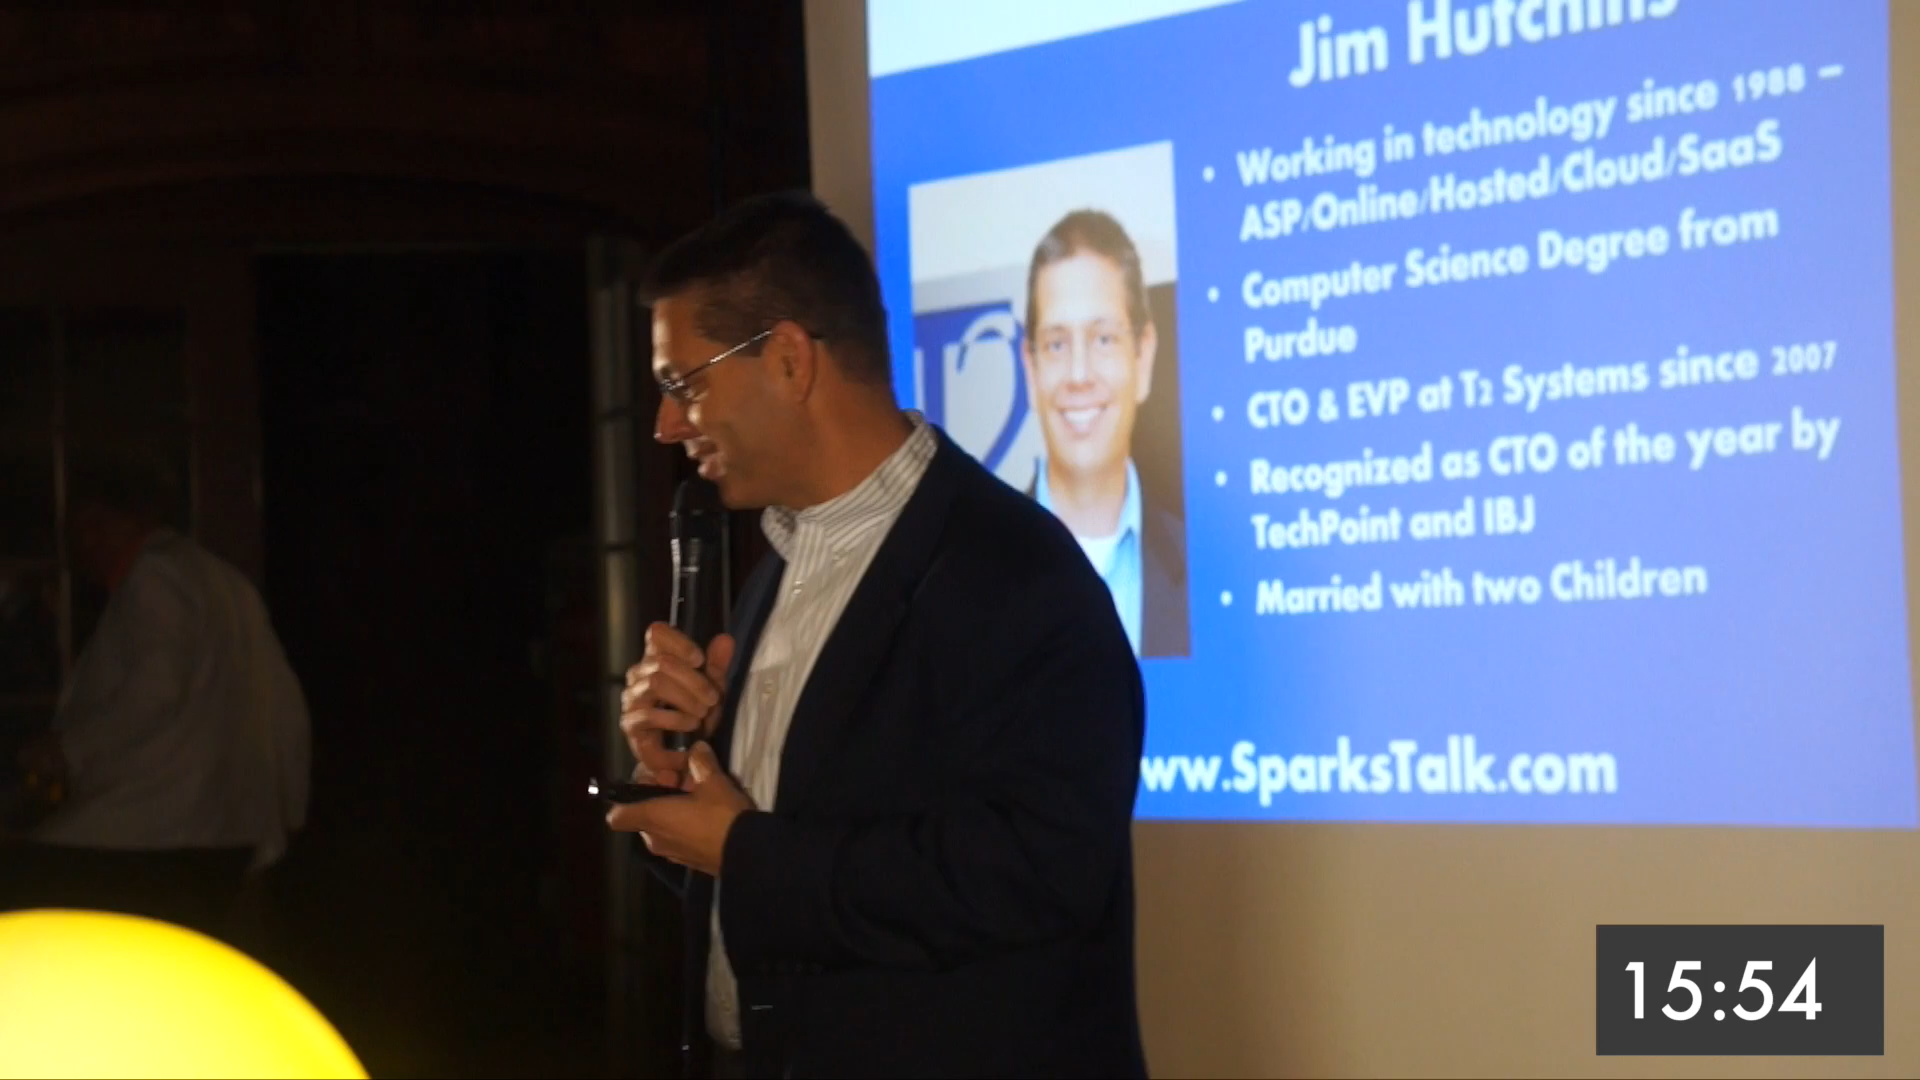 Jim Hutchins
• Working in technology since 1988 –
ASP/Online/Hosted/Cloud/SaaS
• Computer Science Degree from
Purdue
• CTO & EVP at T2 Systems since 2007
• Recognized as CTO of the year by
TechPoint and IBJ
• Married with two Children
ww.SparksTalk.com
T2
15:54